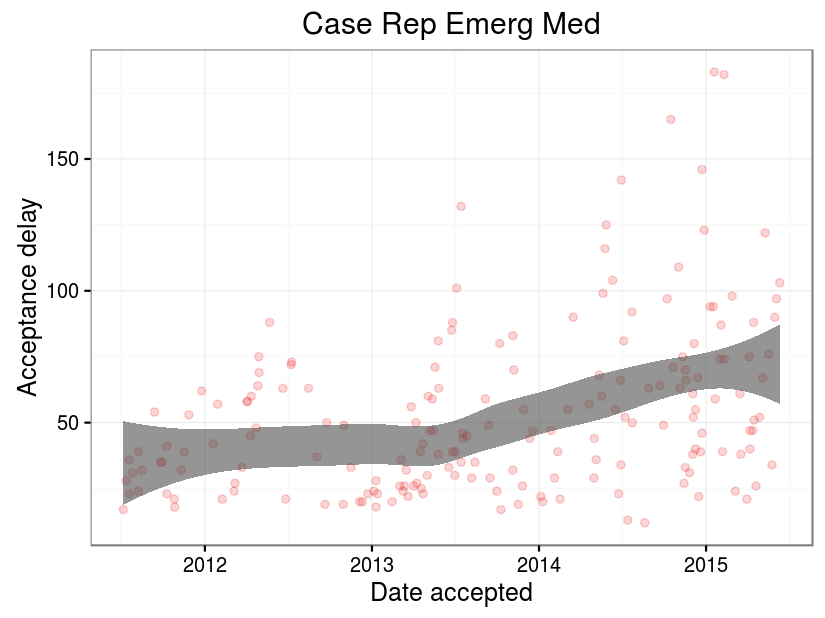 Case Rep Emerg Med
Acceptance delay
150
100
50
2012 2013 2014 2015
Date accepted